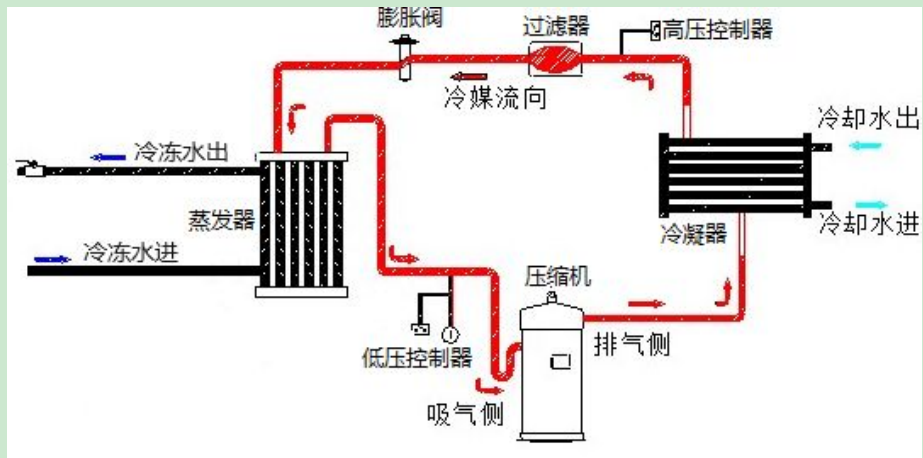 膨胀阀
过滤器
高压控制器
冷媒流向
冷却水出
冷冻水出
蒸发器
冷却水进
冷凝器
冷冻水进
压缩机
排气侧
低压控制器
吸气侧